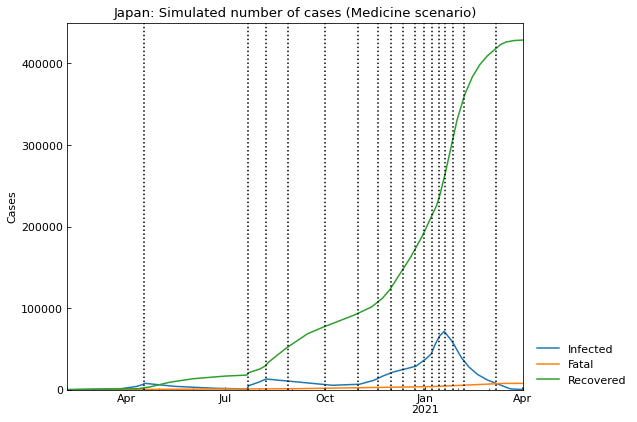 Japan: Simulated number of cases (Medicine scenario)
400000
300000
200000
100000
0
Cases
Apr
Jul
Oct
Jan
2021
Apr
Infected
Fatal
Recovered